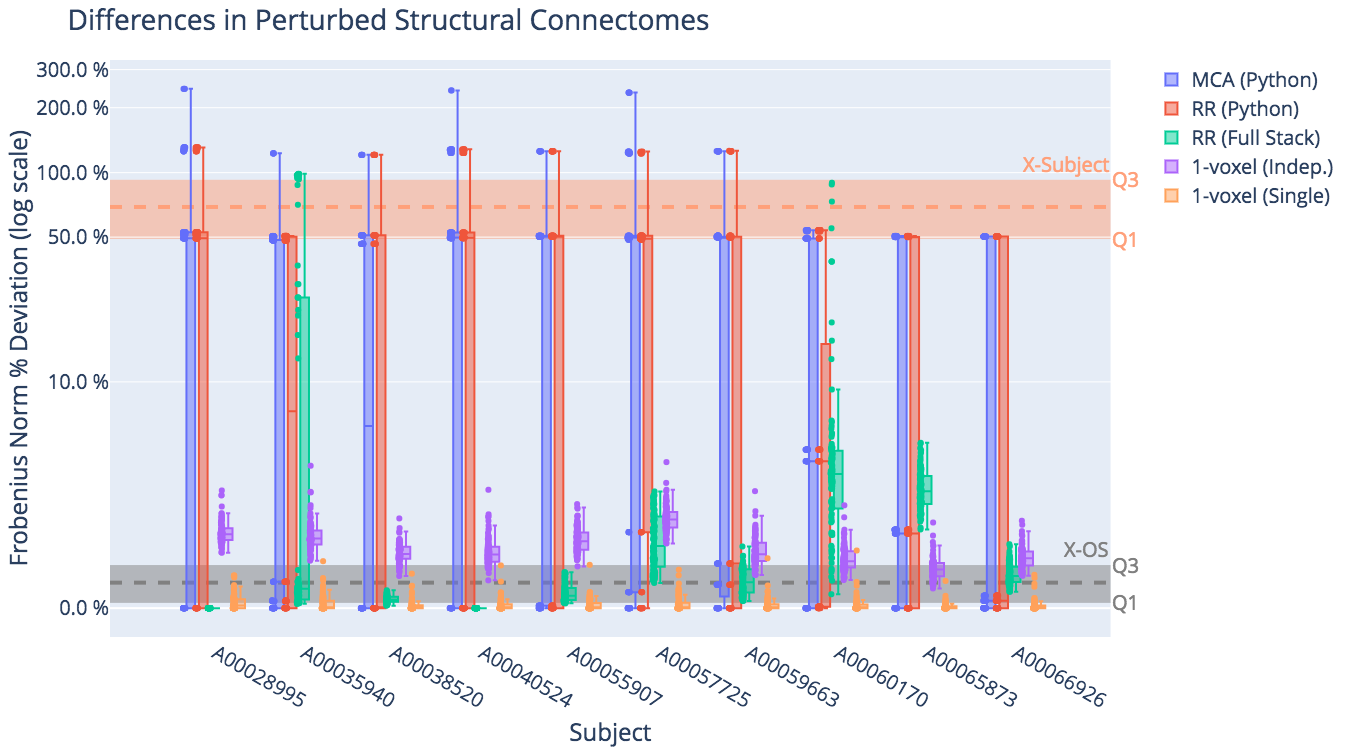 Differences in Perturbed Structural Connectomes
Frobenius Norm % Deviation (log scale)
300.0 %
200.0 %
100.0 %
50.0 %
10.0 %
0.0 %
X-Subject
Q3
Q1
X-OS
Q3
Q1
MCA (Python)
RR (Python)
RR (Full Stack)
1-voxel (Indep.)
1-voxel (Single)
A00028995
A00035940
A00038520
A00040524
A00055907
A00057725
A00059663
A00060170
A00065873
A00066926
Subject